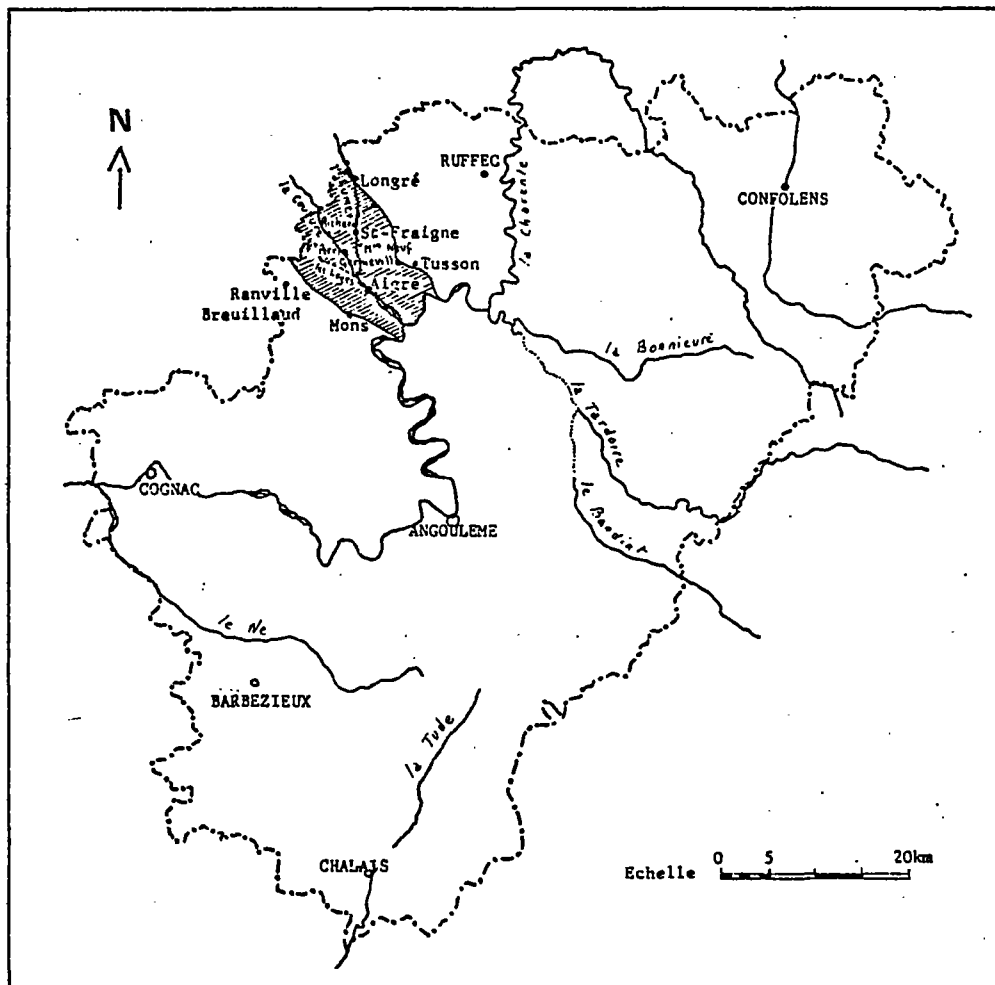 N
RUFFEC
la Charente
CONFOLENS
Longré
St-Fraigne
Tusson
Aigre
Ranville
Breuillaud
Mons
la Bonnieure
la Tardoire
le Bandiat
COGNAC
ANGOULEME
le Né
BARBEZIEUX
la Tude
CHALAIS
Echelle 0 5 20km